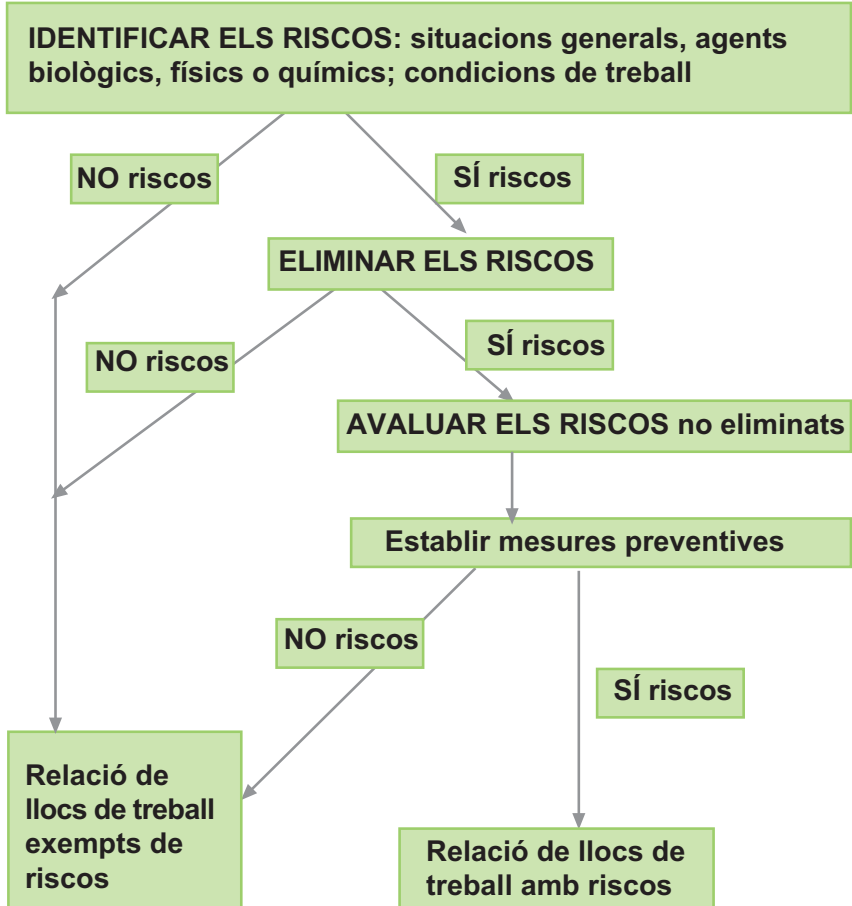 IDENTIFICAR ELS RISCOS: situacions generals, agents
biològics, físics o químics; condicions de treball
NO riscos
SÍ riscos
ELIMINAR ELS RISCOS
NO riscos
SÍ riscos
AVALUAR ELS RISCOS no eliminats
Establir mesures preventives
NO riscos
SÍ riscos
Relació de
llocs de treball
exempts de
riscos
Relació de llocs de
treball amb riscos